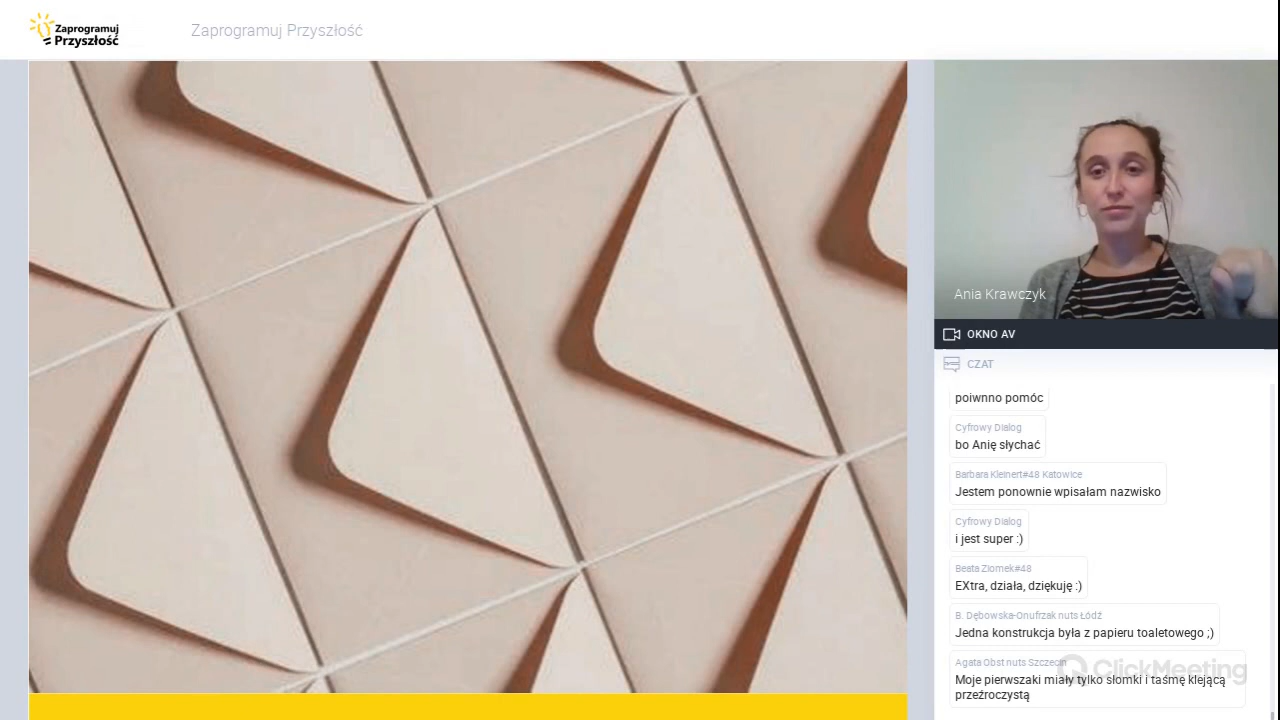 Zaprogramuj
Przyszłość
Zaprogramuj Przyszłość
Ania Krawczyk
OKNO AV
CZAT
poiwnno pomóc
Cyfrowy Dialog
bo Anię słychać
Barbara Kleinert#48 Katowice
Jestem ponownie wpisałam nazwisko
Cyfrowy Dialog
i jest super :)
Beata Ziomek#48
EXtra, działa, dziękuję :)
B. Dębowska-Onufrzak nuts Łódź
Jedna konstrukcja była z papieru toaletowego ;)
Agata Obst nuts Szczecin
ClickMeeting
Moje pierwszaki miały tylko słomki i taśmę klejącą
przeźroczystą